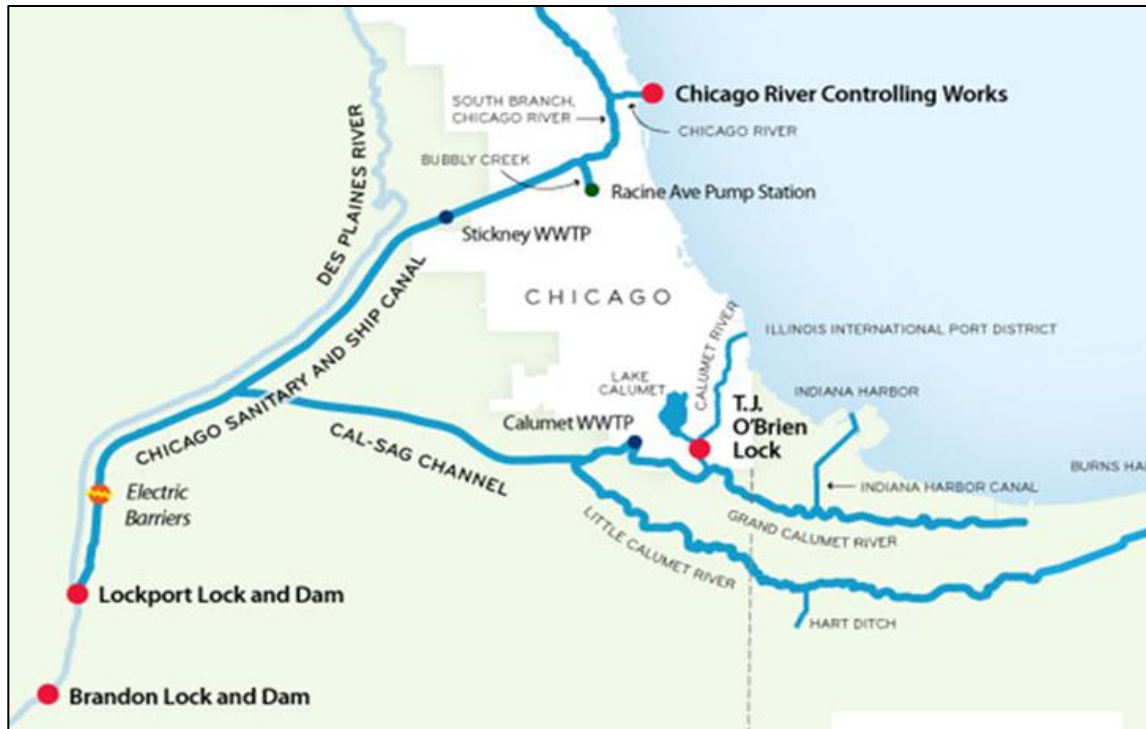 Chicago River Controlling Works
SOUTH BRANCH,
CHICAGO RIVER
CHICAGO RIVER
BUBBLY CREEK
Racine Ave Pump Station
DES PLAINES RIVER
Stickney WWTP
CHICAGO
CHICAGO SANITARY AND SHIP CANAL
CALUMET RIVER
ILLINOIS INTERNATIONAL PORT DISTRICT
LAKE
CALUMET
INDIANA HARBOR
T.J.
O'Brien
Lock
Calumet WWTP
CAL-SAG CHANNEL
BURNS HA
Electric
Barriers
INDIANA HARBOR CANAL
GRAND CALUMET RIVER
LITTLE CALUMET RIVER
Lockport Lock and Dam
HART DITCH
Brandon Lock and Dam